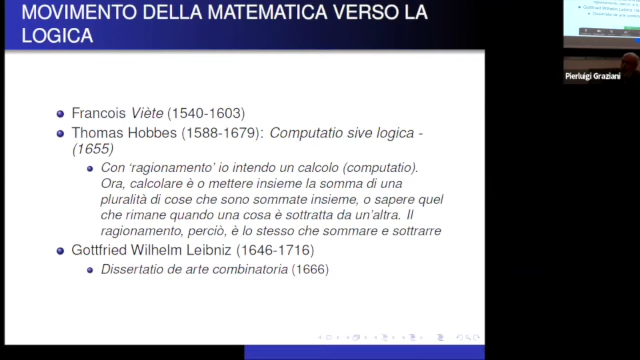 MOVIMENTO DELLA MATEMATICA VERSO LA
LOGICA
Francois Viète (1540-1603)
Thomas Hobbes (1588-1679): Computatio sive logica -
(1655)
Con ‘ragionamento’ io intendo un calcolo (computatio).
Ora, calcolare è o mettere insieme la somma di una
pluralità di cose che sono sommate insieme, o sapere quel
che rimane quando una cosa è sottratta da un’altra. Il
ragionamento, perciò, è lo stesso che sommare e sottrarre
Gottfried Wilhelm Leibniz (1646-1716)
Dissertatio de arte combinatoria (1666)
Pierluigi Graziani